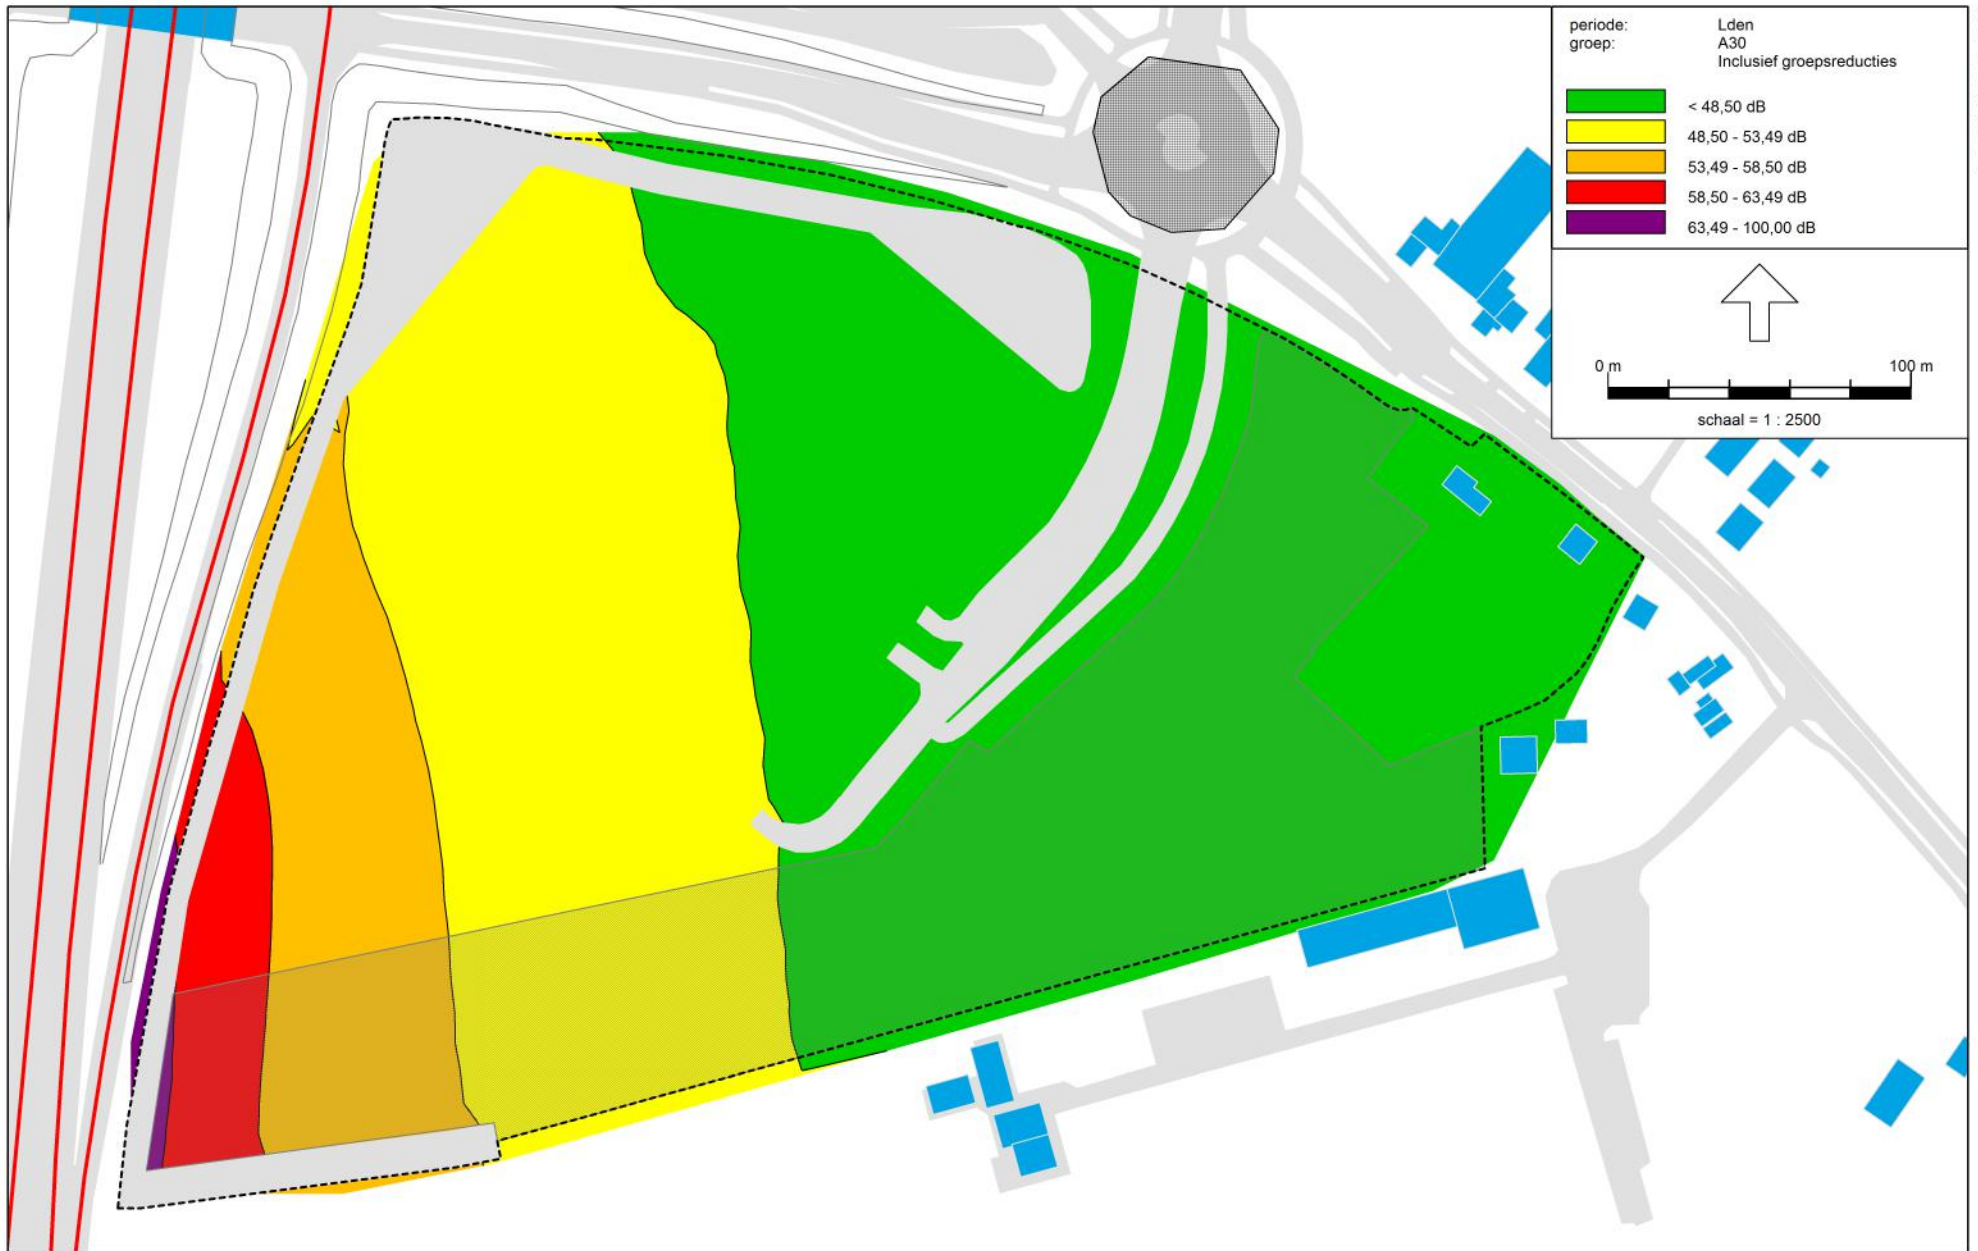 periode: Lden
groep: A30
Inclusief groepsreducties
< 48,50 dB
48,50 - 53,49 dB
53,49 - 58,50 dB
58,50 - 63,49 dB
63,49 - 100,00 dB
0 m 100 m
schaal = 1 : 2500